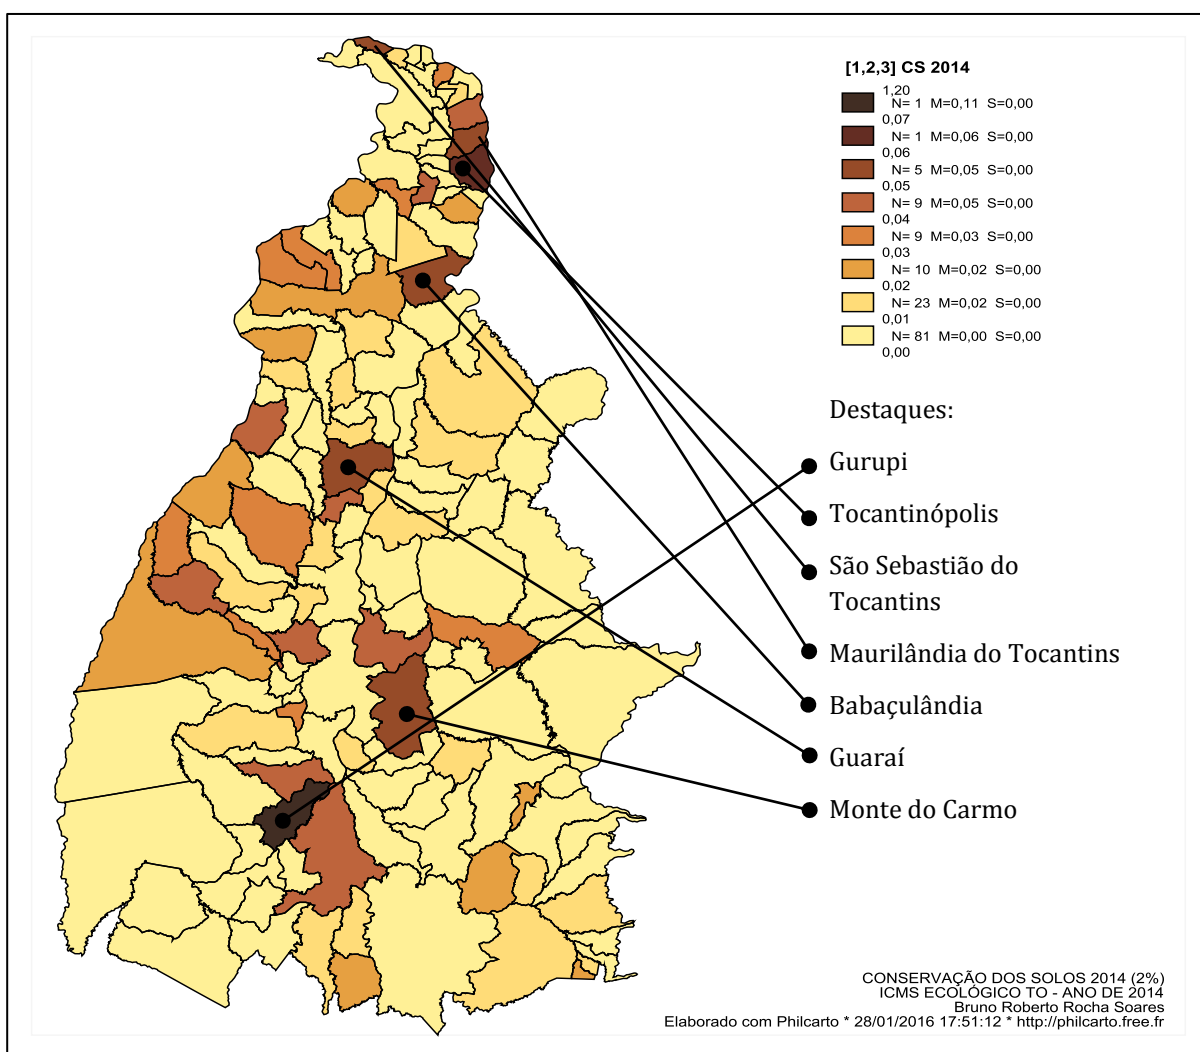 [1,2,3] CS 2014
1,20
N= 1 M=0,11 S=0,00
0,07
N= 1 M=0,06 S=0,00
0,06
N= 5 M=0,05 S=0,00
0,05
N= 9 M=0,05 S=0,00
0,04
N= 9 M=0,03 S=0,00
0,03
N= 10 M=0,02 S=0,00
0,02
N= 23 M=0,02 S=0,00
0,01
N= 81 M=0,00 S=0,00
0,00
Destaques:
Gurupi
Tocantinópolis
São Sebastião do
Tocantins
Maurilândia do Tocantins
Babaçulândia
Guaraí
Monte do Carmo
CONSERVAÇÃO DOS SOLOS 2014 (2%)
ICMS ECOLÓGICO TO - ANO DE 2014
Bruno Roberto Rocha Soares
Elaborado com Philcarto * 28/01/2016 17:51:12 * http://philcarto.free.fr